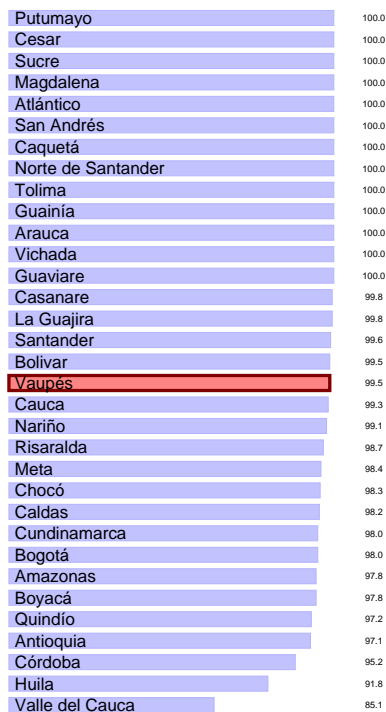 Putumayo 100.0
Cesar 100.0
Sucre 100.0
Magdalena 100.0
Atlántico 100.0
San Andrés 100.0
Caquetá 100.0
Norte de Santander 100.0
Tolima 100.0
Guainía 100.0
Arauca 100.0
Vichada 100.0
Guaviare 100.0
Casanare 99.8
La Guajira 99.8
Santander 99.6
Bolivar 99.5
Vaupés 99.5
Cauca 99.3
Nariño 99.1
Risaralda 98.7
Meta 98.4
Chocó 98.3
Caldas 98.2
Cundinamarca 98.0
Bogotá 98.0
Amazonas 97.8
Boyacá 97.8
Quindío 97.2
Antioquia 97.1
Córdoba 95.2
Huila 91.8
Valle del Cauca 85.1